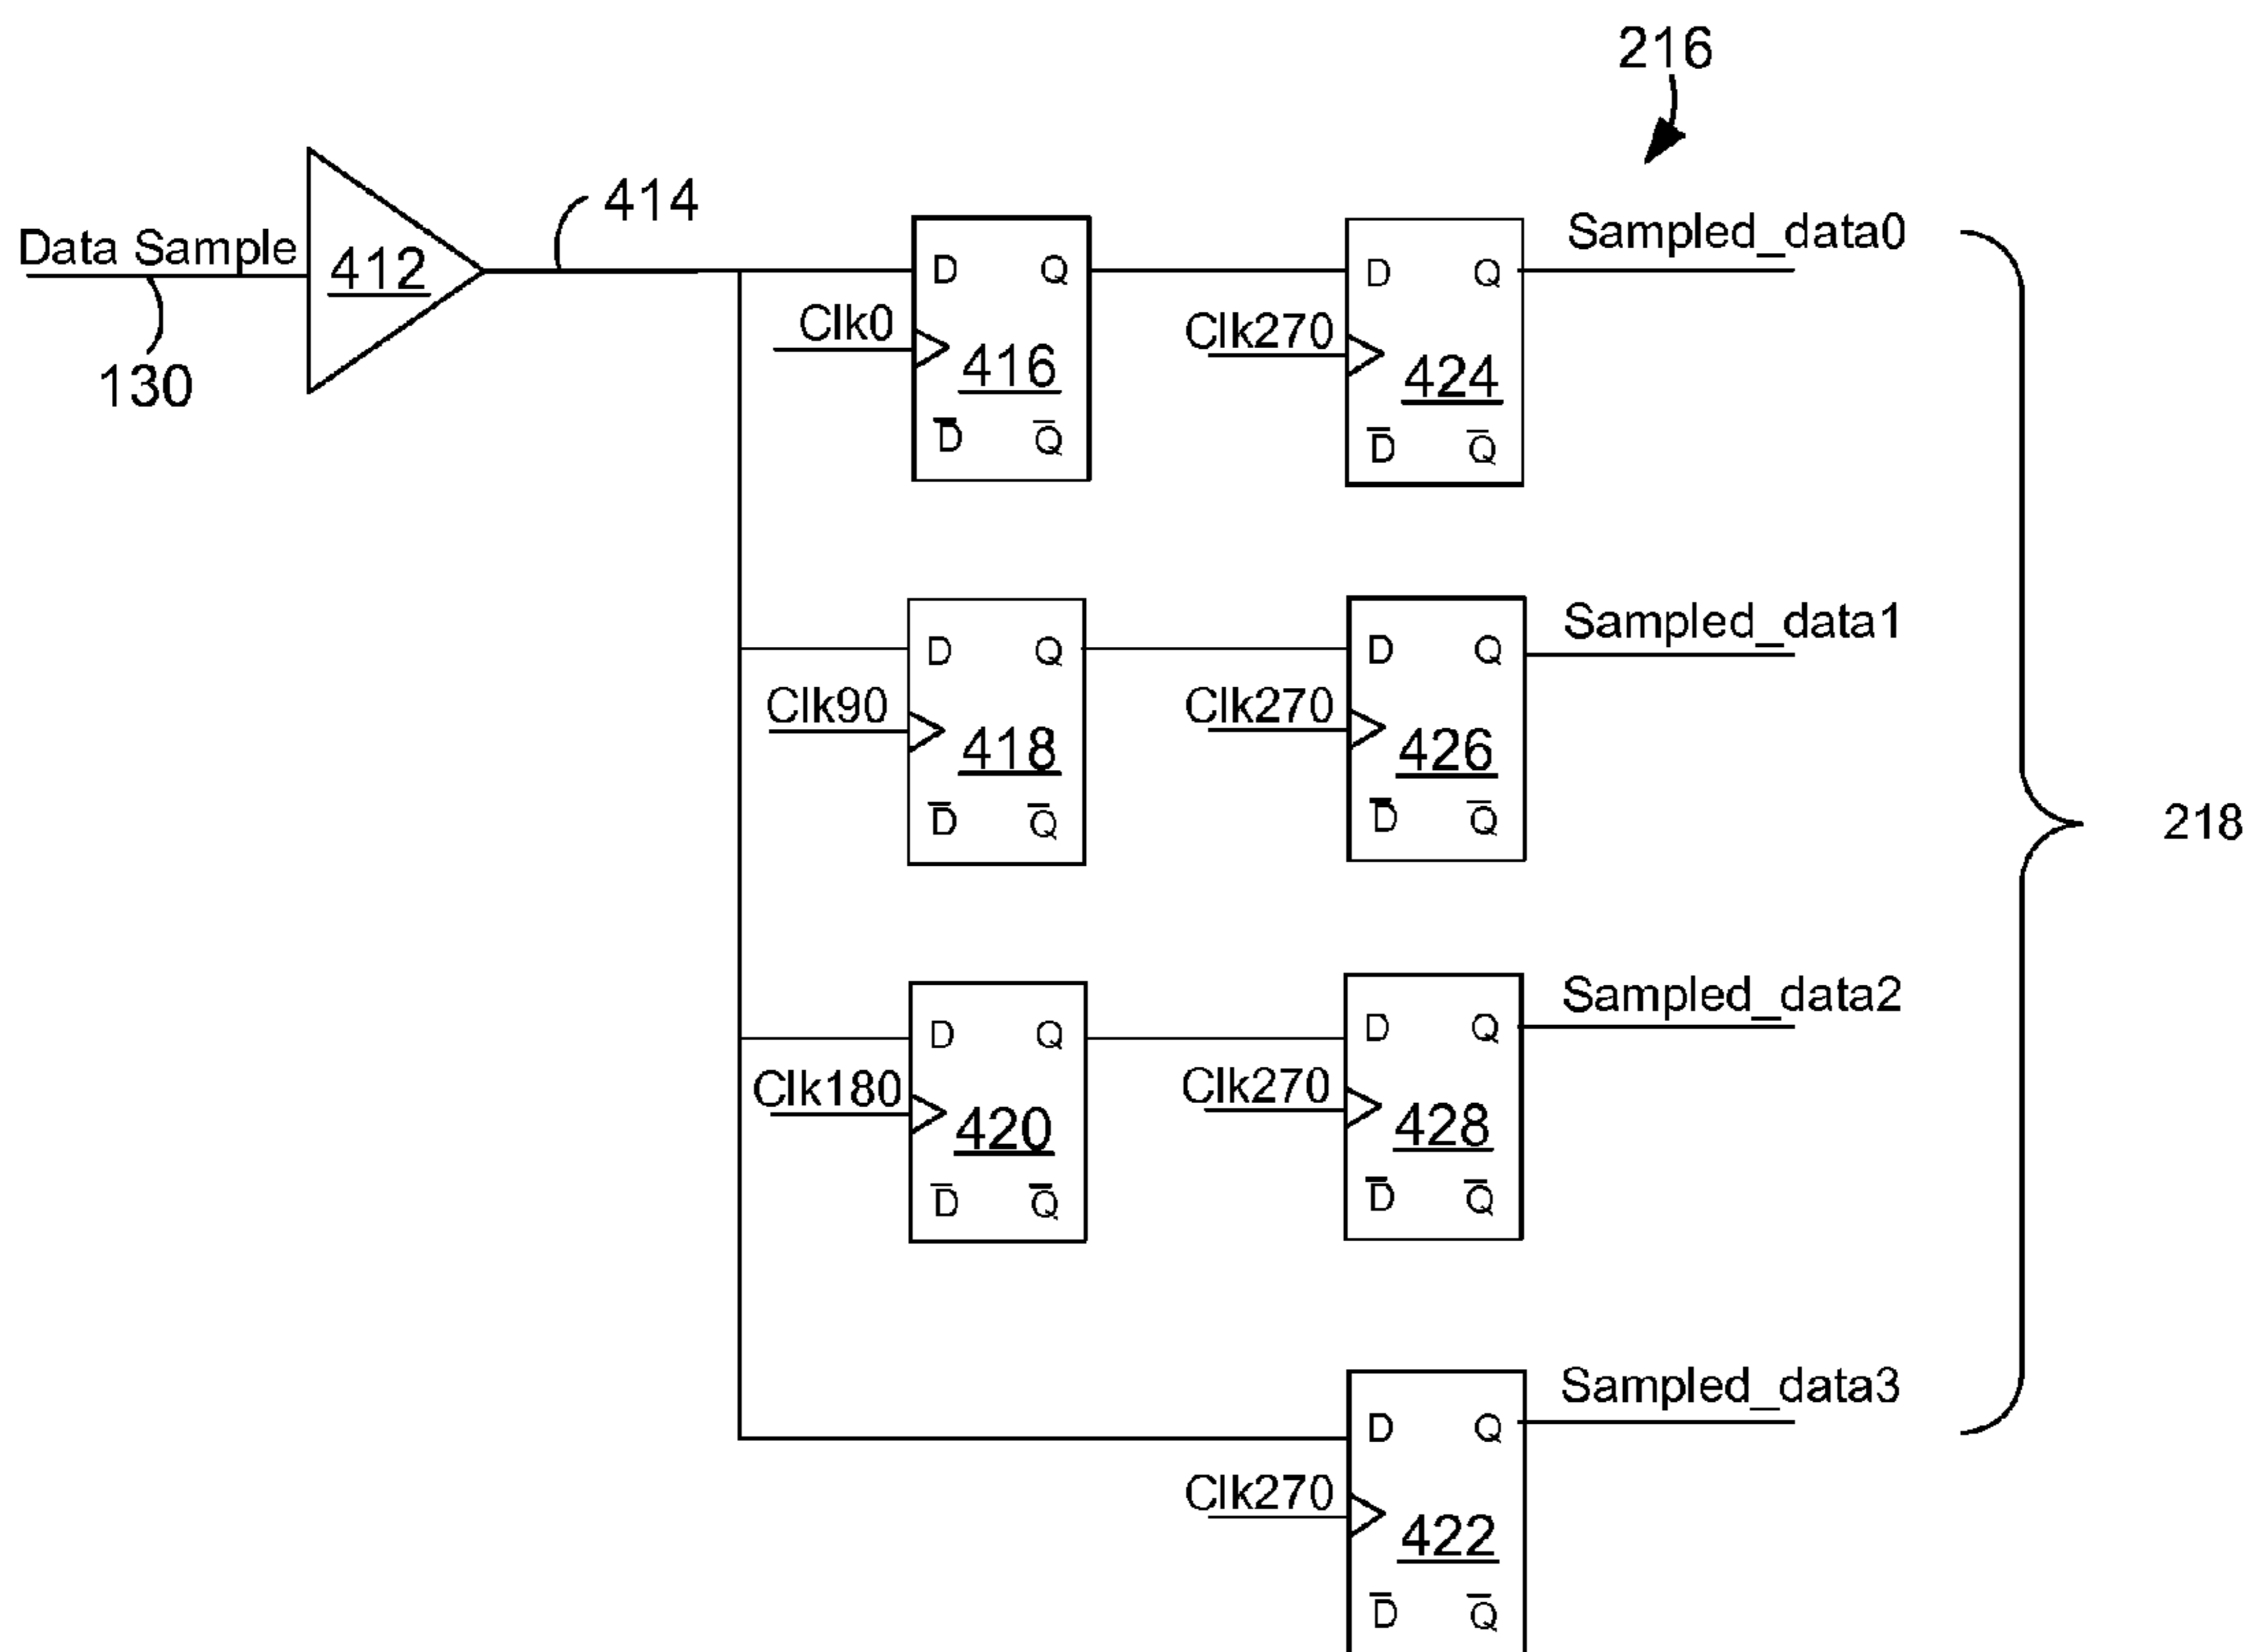 216
414
Data Sample
412
130
D Q
Clk0
416
D̅ Q̅
D Q
Clk270
424
D̅ Q̅
Sampled_data0
D Q
Clk90
418
D̅ Q̅
D Q
Clk270
426
D̅ Q̅
Sampled_data1
218
D Q
Clk180
420
D̅ Q̅
D Q
Clk270
428
D̅ Q̅
Sampled_data2
D Q
Clk270
422
D̅ Q̅
Sampled_data3